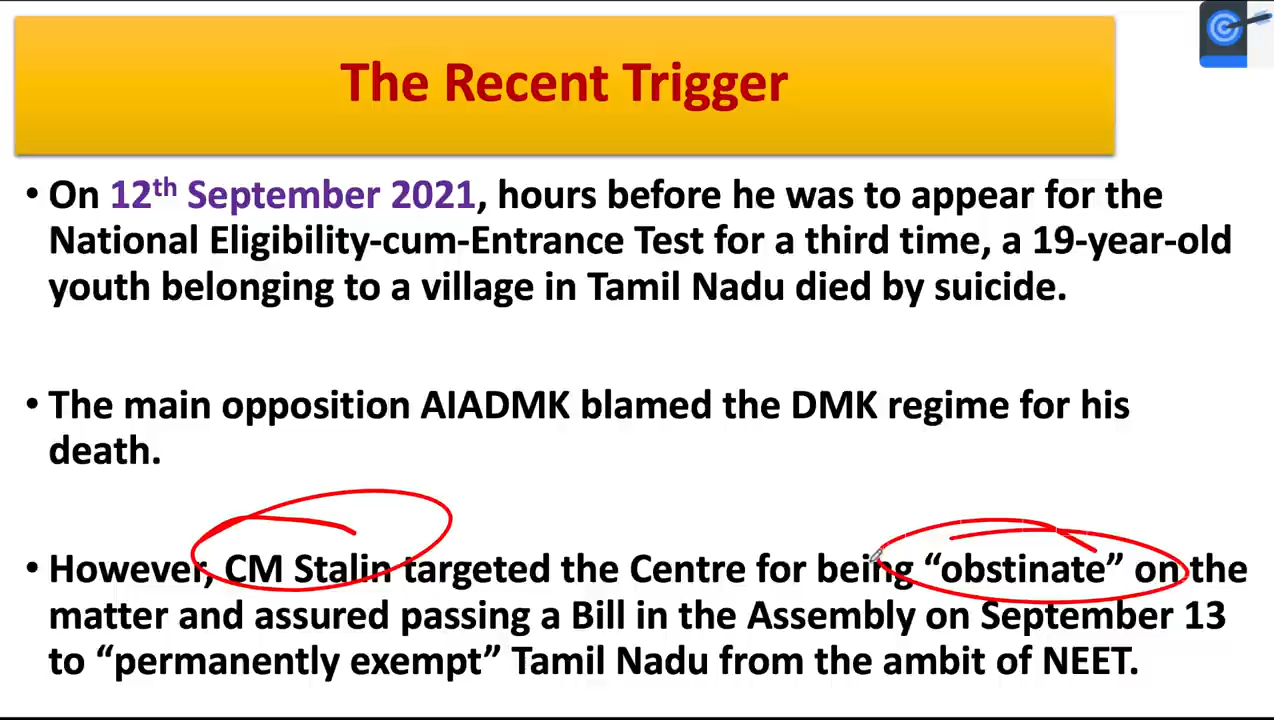 The Recent Trigger
• On 12th September 2021, hours before he was to appear for the
National Eligibility-cum-Entrance Test for a third time, a 19-year-old
youth belonging to a village in Tamil Nadu died by suicide.
• The main opposition AIADMK blamed the DMK regime for his
death.
• However, CM Stalin targeted the Centre for being “obstinate” on the
matter and assured passing a Bill in the Assembly on September 13
to “permanently exempt” Tamil Nadu from the ambit of NEET.